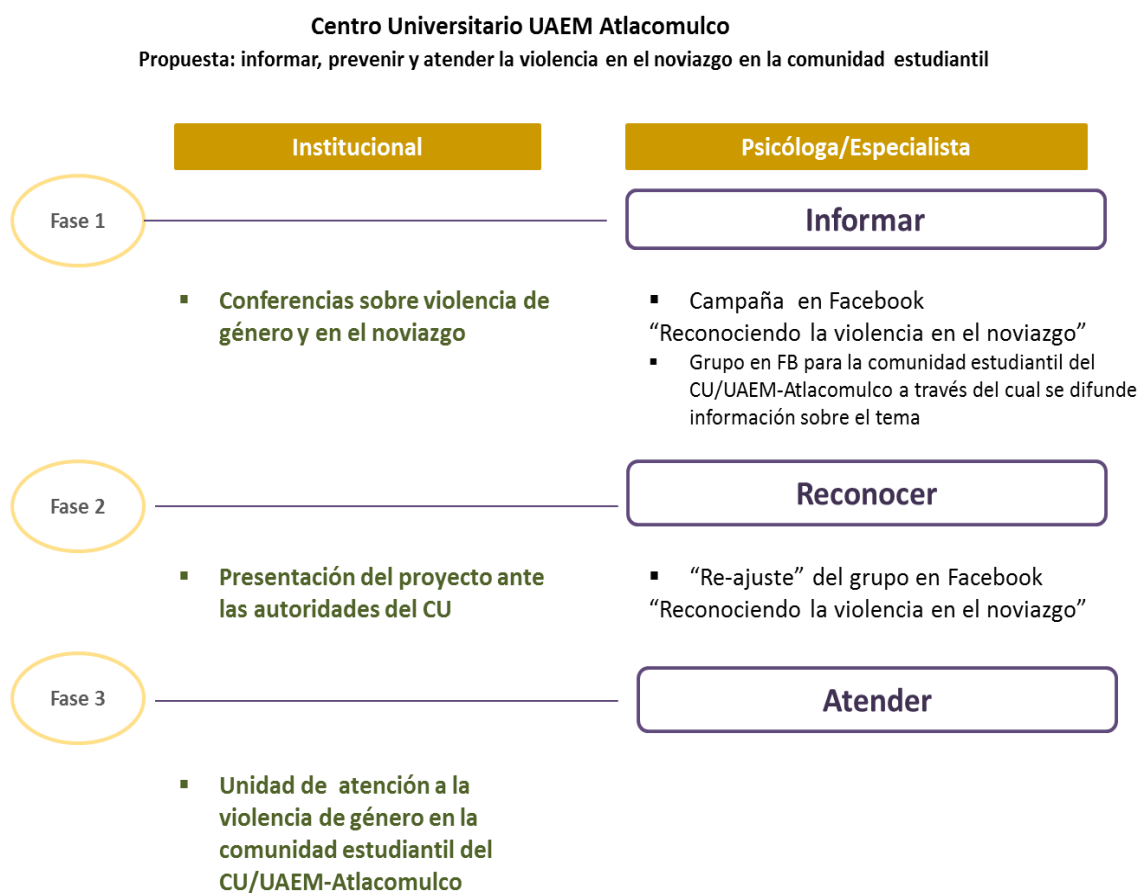 Centro Universitario UAEM Atlacomulco
Propuesta: informar, prevenir y atender la violencia en el noviazgo en la comunidad estudiantil
Institucional
Psicóloga/Especialista
Fase 1
Informar
▪ Conferencias sobre violencia de
género y en el noviazgo
▪ Campaña en Facebook
“Reconociendo la violencia en el noviazgo”
▪ Grupo en FB para la comunidad estudiantil del
CU/UAEM-Atlacomulco a través del cual se difunde
información sobre el tema
Fase 2
Reconocer
▪ Presentación del proyecto ante
las autoridades del CU
▪ “Re-ajuste” del grupo en Facebook
“Reconociendo la violencia en el noviazgo”
Fase 3
Atender
▪ Unidad de atención a la
violencia de género en la
comunidad estudiantil del
CU/UAEM-Atlacomulco